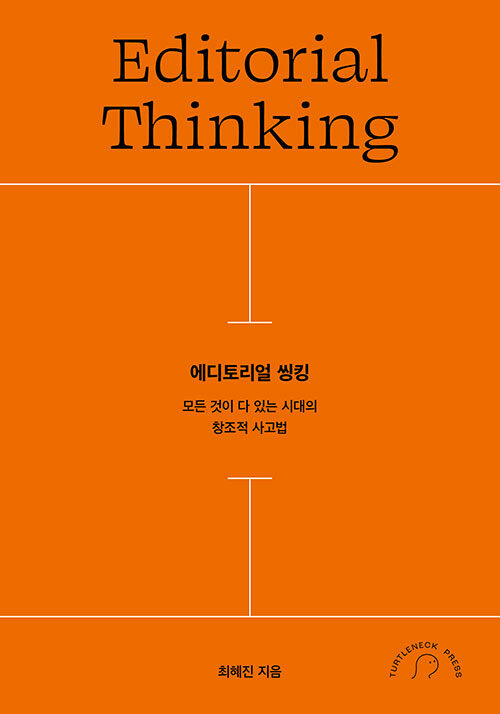 Editorial
Thinking
에디토리얼 씽킹
모든 것이 다 있는 시대의
창조적 사고법
최혜진 지음
TURTLENECK PRESS